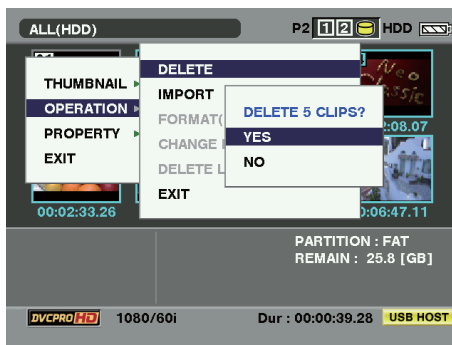 ALL(HDD)
P2 1 2 HDD
THUMBNAIL
OPERATION
PROPERTY
EXIT
DELETE
IMPORT
FORMAT(
CHANGE
DELETE L
EXIT
DELETE 5 CLIPS?
YES
NO
Neo
Classic
:08.07
00:02:33.26
:06:47.11
PARTITION : FAT
REMAIN : 25.8 [GB]
DVCPRO HD 1080/60i Dur : 00:00:39.28 USB HOST